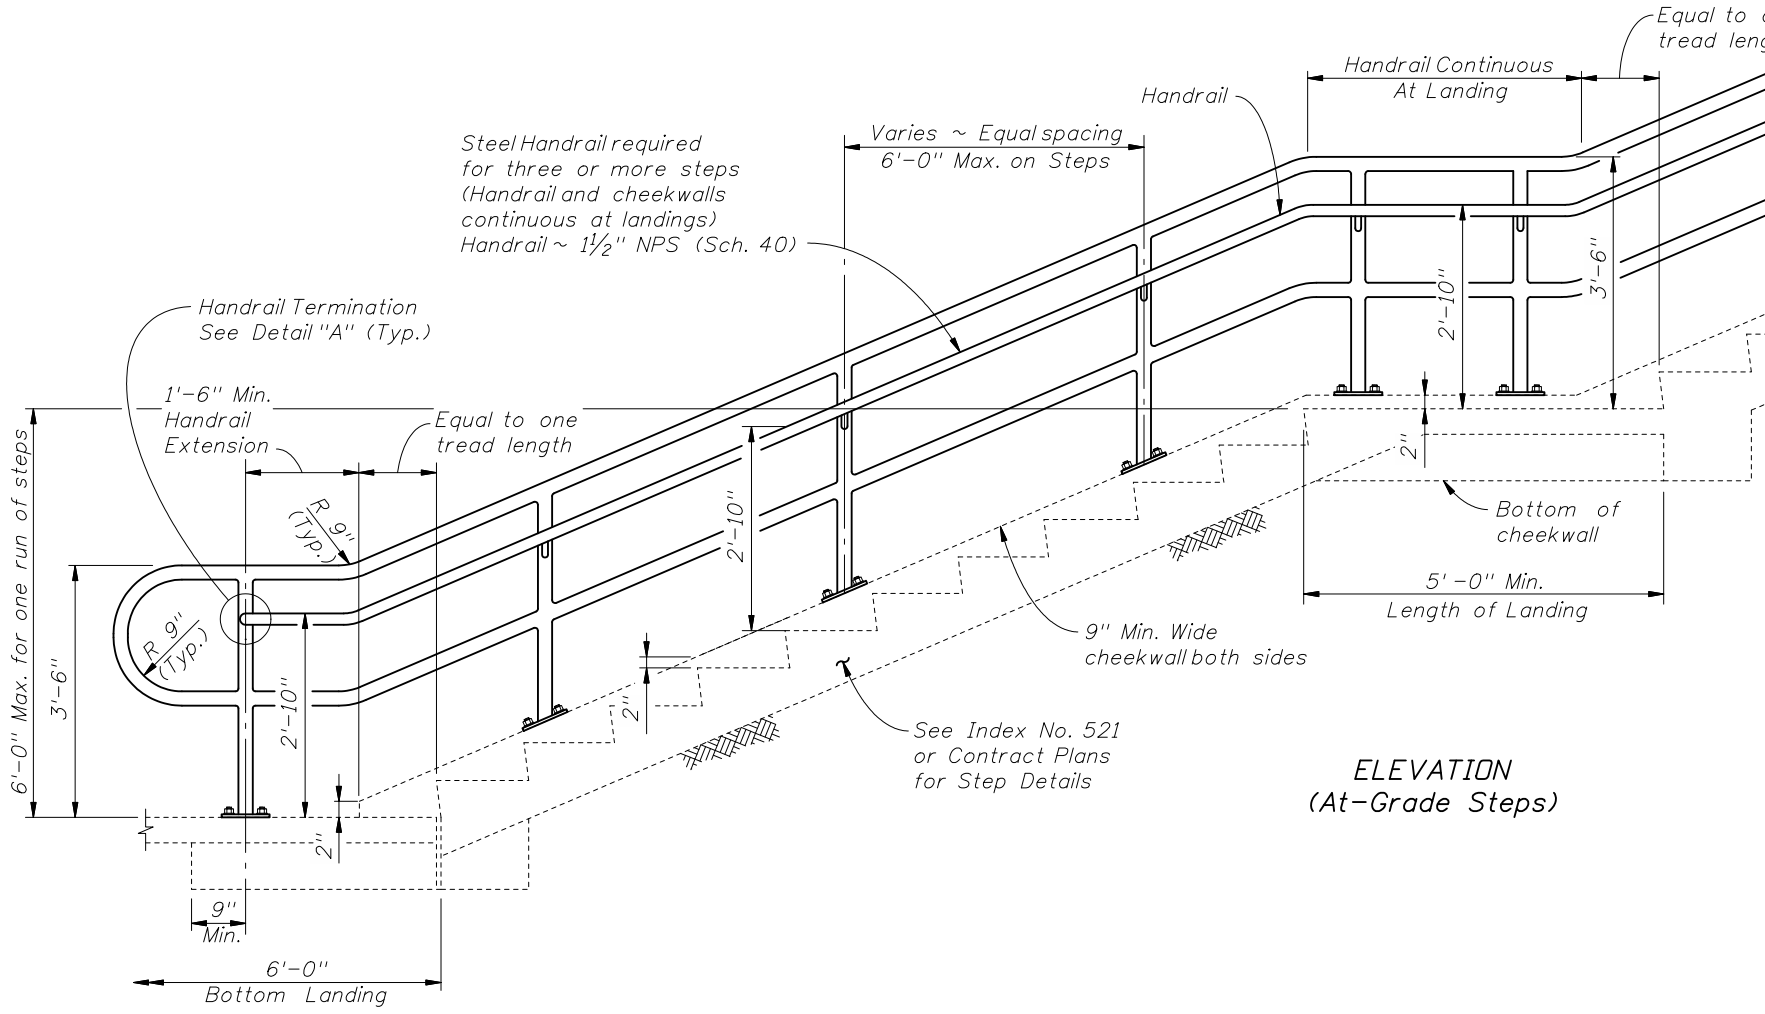 Equal to
tread
Handrail Continuous
At Landing
Handrail
Varies ~ Equal spacing
6'-0" Max. on Steps
Steel Handrail required
for three or more steps
(Handrail and cheekwalls
continuous at landings)
Handrail ~ 1½" NPS (Sch. 40)
Handrail Termination
See Detail "A" (Typ.)
1'-6" Min.
Handrail
Extension
Equal to one
tread length
6'-0" Max. for one run of steps
3'-6"
R 9"
(Typ.)
R 9"
(Typ.)
2'-10"
2"
2'-10"
2"
2'-10"
3'-6"
2"
Bottom of
cheekwall
5'-0" Min.
Length of Landing
9" Min. Wide
cheekwall both sides
See Index No. 521
or Contract Plans
for Step Details
ELEVATION
(At-Grade Steps)
9"
Min.
6'-0"
Bottom Landing